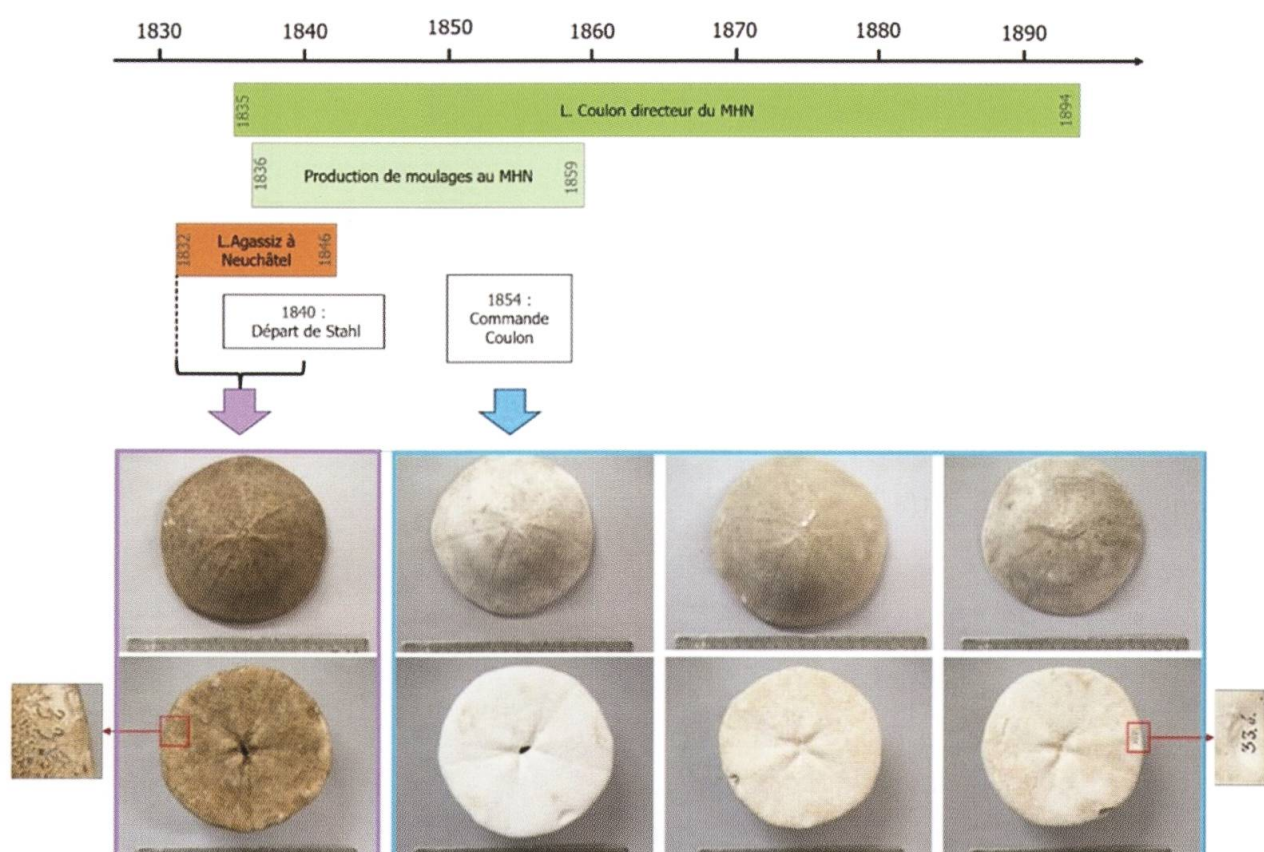 1830 1840 1850 1860 1870 1880 1890
1835 L. Coulon directeur du MHN 1894
1836 Production de moulages au MHN 1859
1832 L.Agassiz à 1846
Neuchâtel
1840 :
Départ de Stahl
1854 :
Commande
Coulon